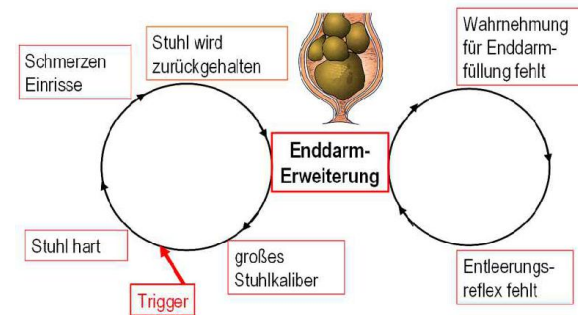 Stuhl wird
zurückgehalten
Wahrnehmung
für Enddarm-
füllung fehlt
Schmerzen
Einrisse
Enddarm-
Erweiterung
Stuhl hart
großes
Stuhlkaliber
Entleerungs-
reflex fehlt
Trigger